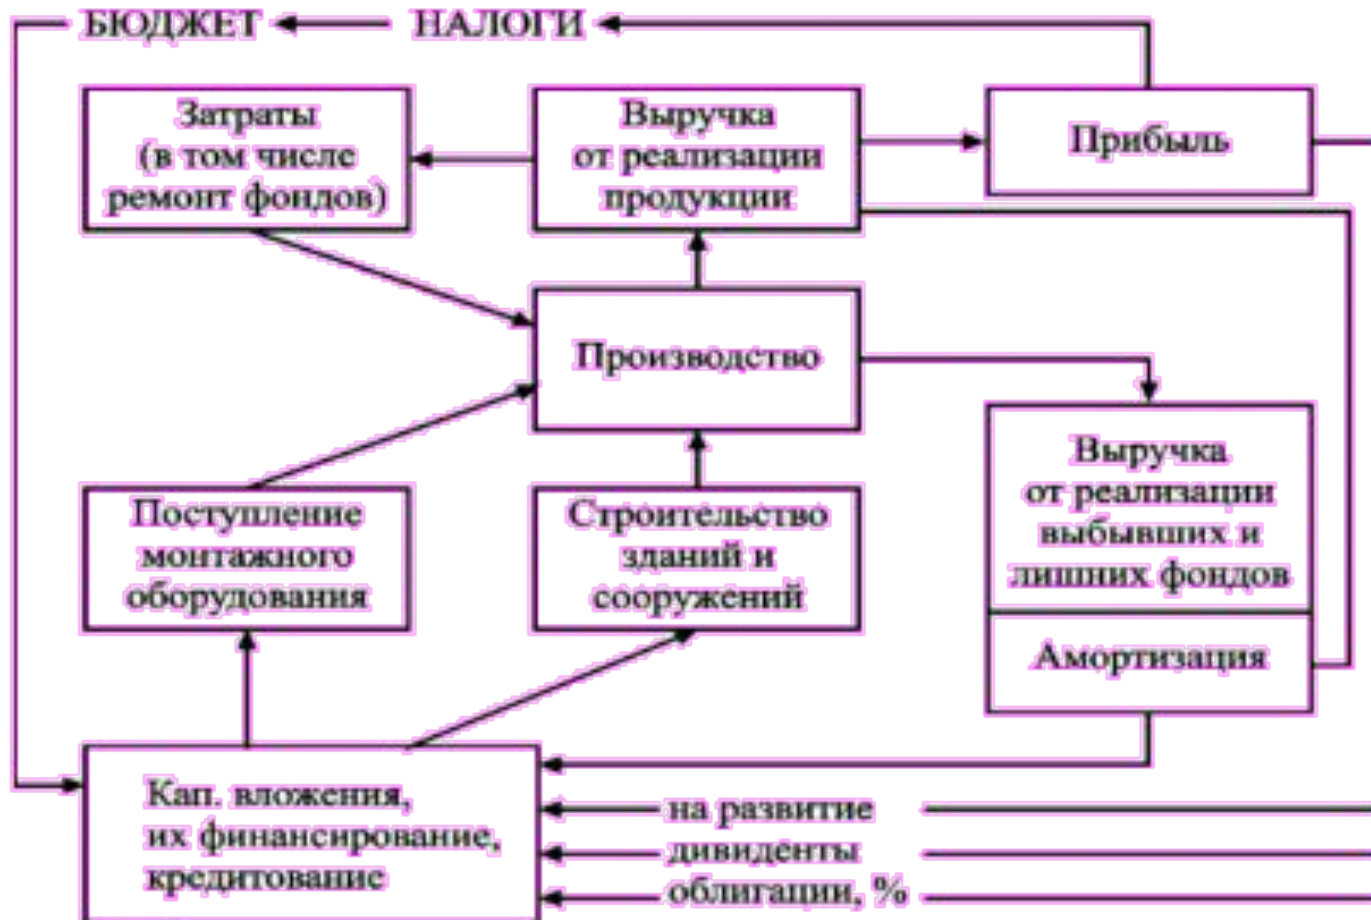 БЮДЖЕТ
НАЛОГИ
Затраты
(в том числе
ремонт фондов)
Выручка
от реализации
продукции
Прибыль
Производство
Поступление
монтажного
оборудования
Строительство
зданий и
сооружений
Выручка
от реализации
выбывших и
лишних фондов
Амортизация
Кап. вложения,
их финансирование,
кредитование
на развитие
дивиденты
облигации, %